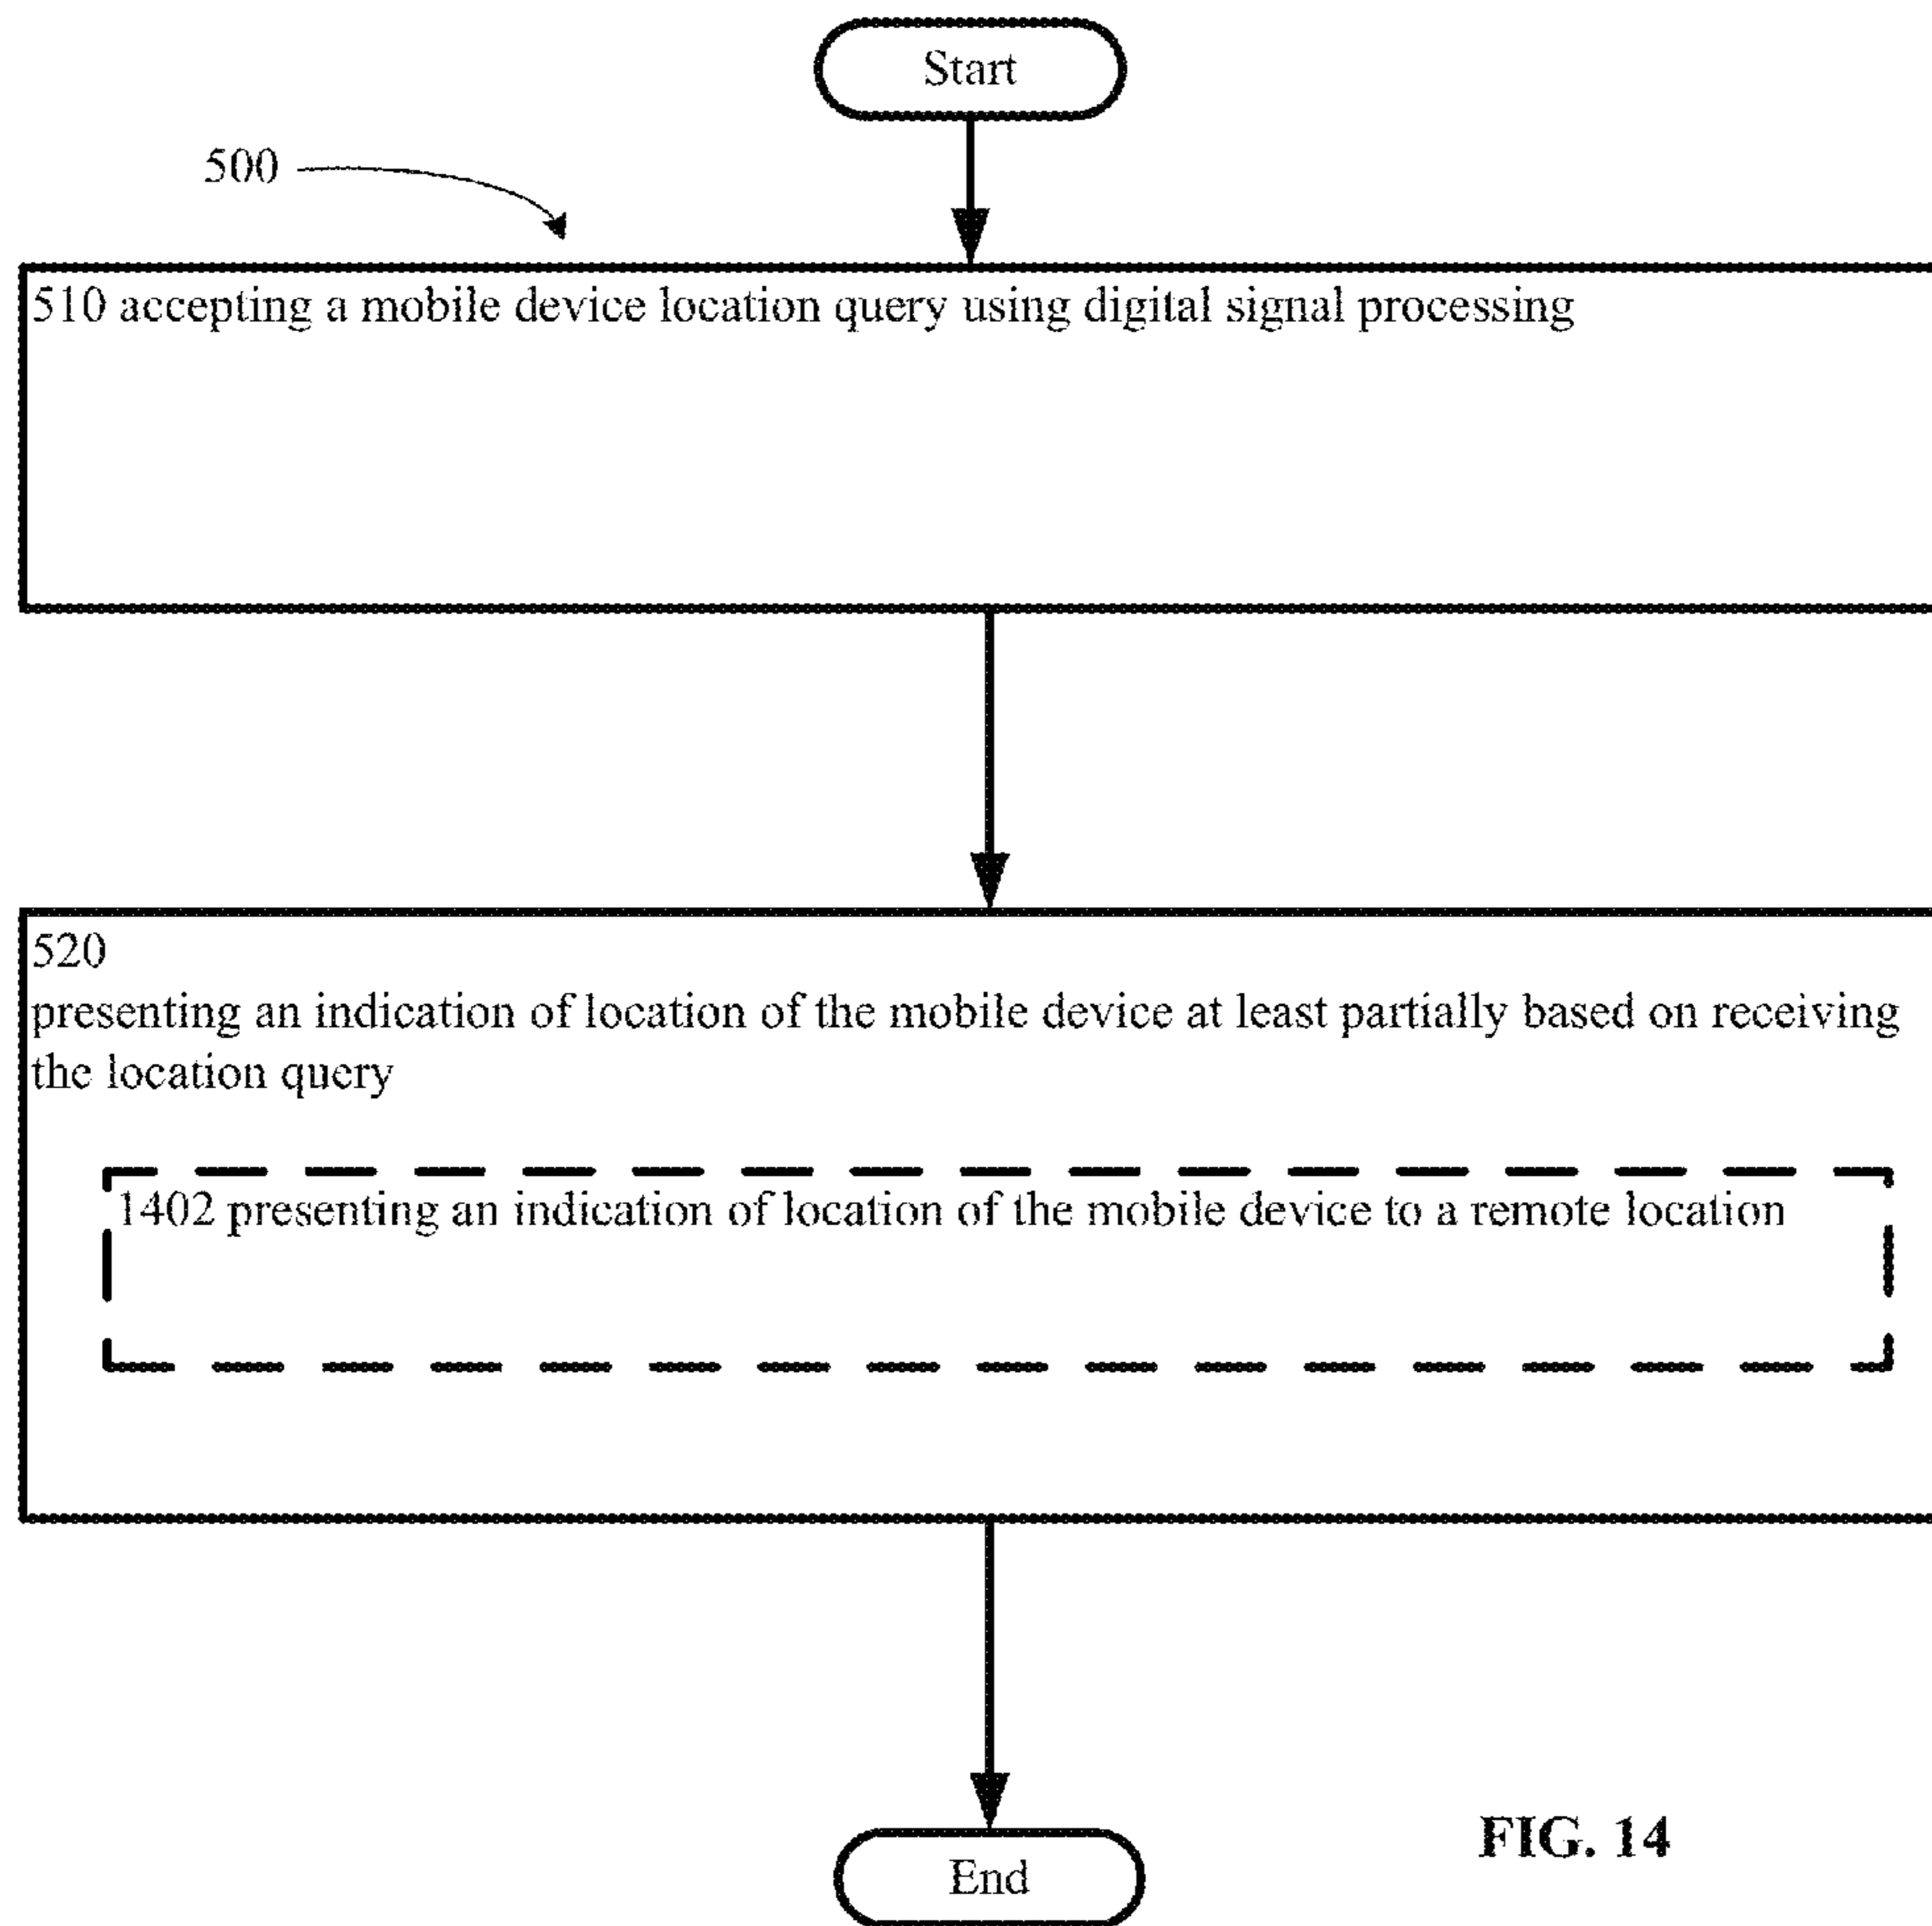 Start
500
510 accepting a mobile device location query using digital signal processing
520
presenting an indication of location of the mobile device at least partially based on receiving
the location query
1402 presenting an indication of location of the mobile device to a remote location
End
FIG. 14